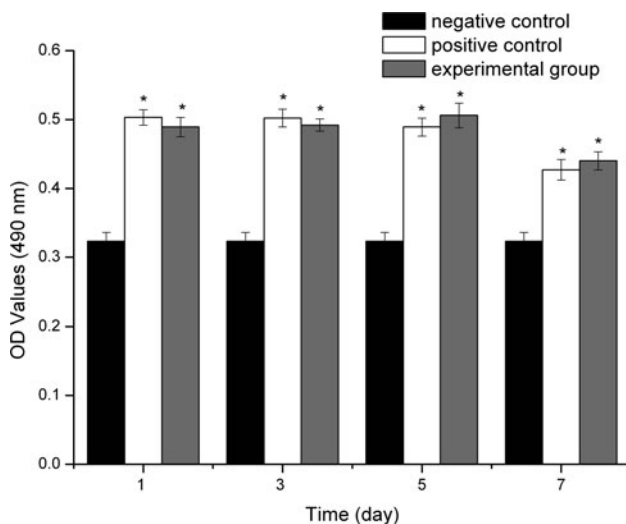 negative control
positive control
experimental group
0.6
0.5
0.4
0.3
0.2
0.1
0.0
OD Values (490 nm)
* * * * * * * *
1 3 5 7
Time (day)